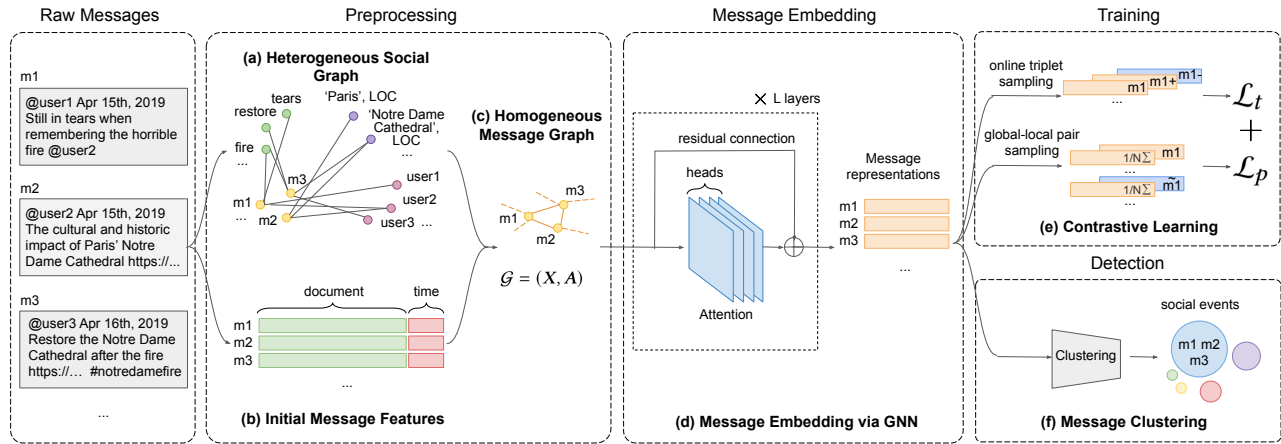 Raw Messages
m1
@user1 Apr 15th, 2019
Still in tears when
remembering the horrible
fire @user2
m2
@user2 Apr 15th, 2019
The cultural and historic
impact of Paris' Notre
Dame Cathedral https://...
m3
@user3 Apr 16th, 2019
Restore the Notre Dame
Cathedral after the fire
https://... #notredamefire
...
Preprocessing
(a) Heterogeneous Social
Graph
tears
restore
fire
...
'Paris', LOC
'Notre Dame
Cathedral',
LOC
...
m3
m1
...
m2
user1
user2
user3 ...
(c) Homogeneous
Message Graph
m3
m1
m2
𝒢 = (X, A)
document
time
m1
m2
m3
...
(b) Initial Message Features
Message Embedding
× L layers
residual connection
heads
Attention
Message
representations
m1
m2
m3
...
(d) Message Embedding via GNN
Training
online triplet
sampling
m1-
m1+
m1
...
ℒt
+
global-local pair
sampling
m1
1/N∑
...
m̃1
1/N∑
...
ℒp
(e) Contrastive Learning
Detection
social events
Clustering
m1 m2
m3
(f) Message Clustering